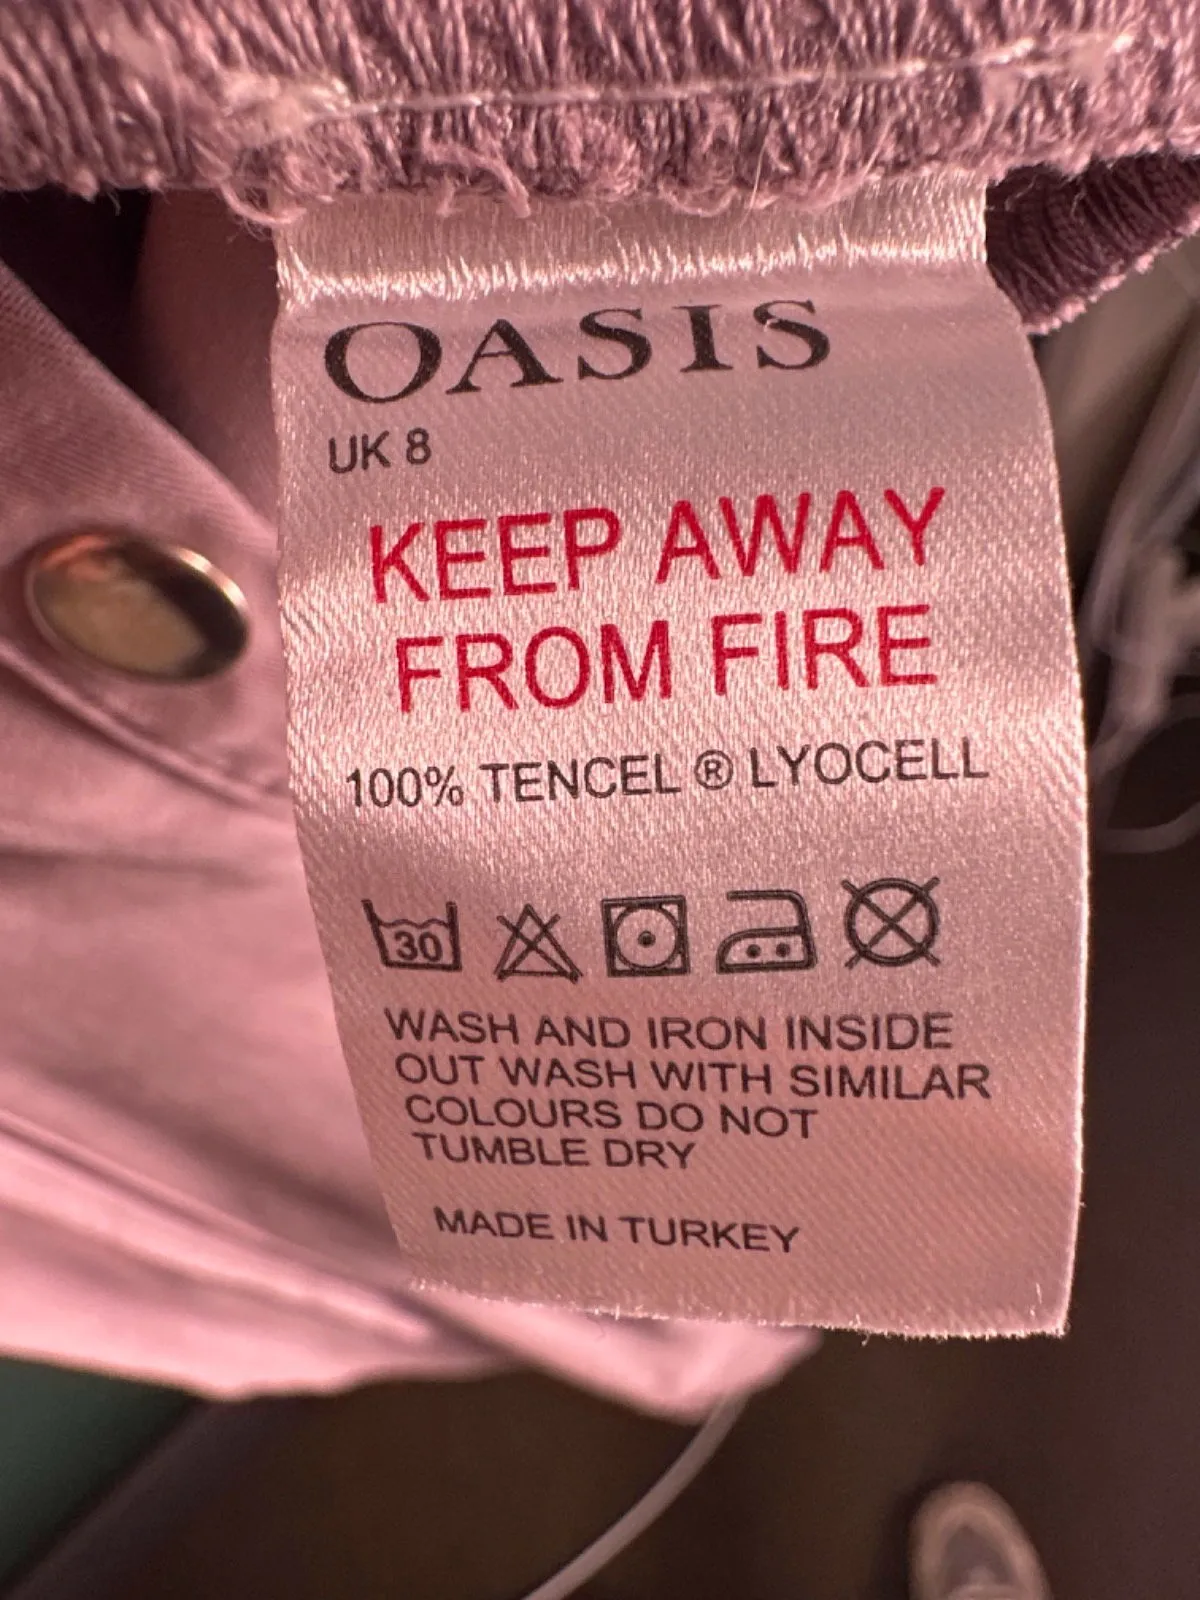 OASIS
UK 8
KEEP AWAY
FROM FIRE
100% TENCEL ® LYOCELL
30
WASH AND IRON INSIDE
OUT WASH WITH SIMILAR
COLOURS DO NOT
TUMBLE DRY
MADE IN TURKEY